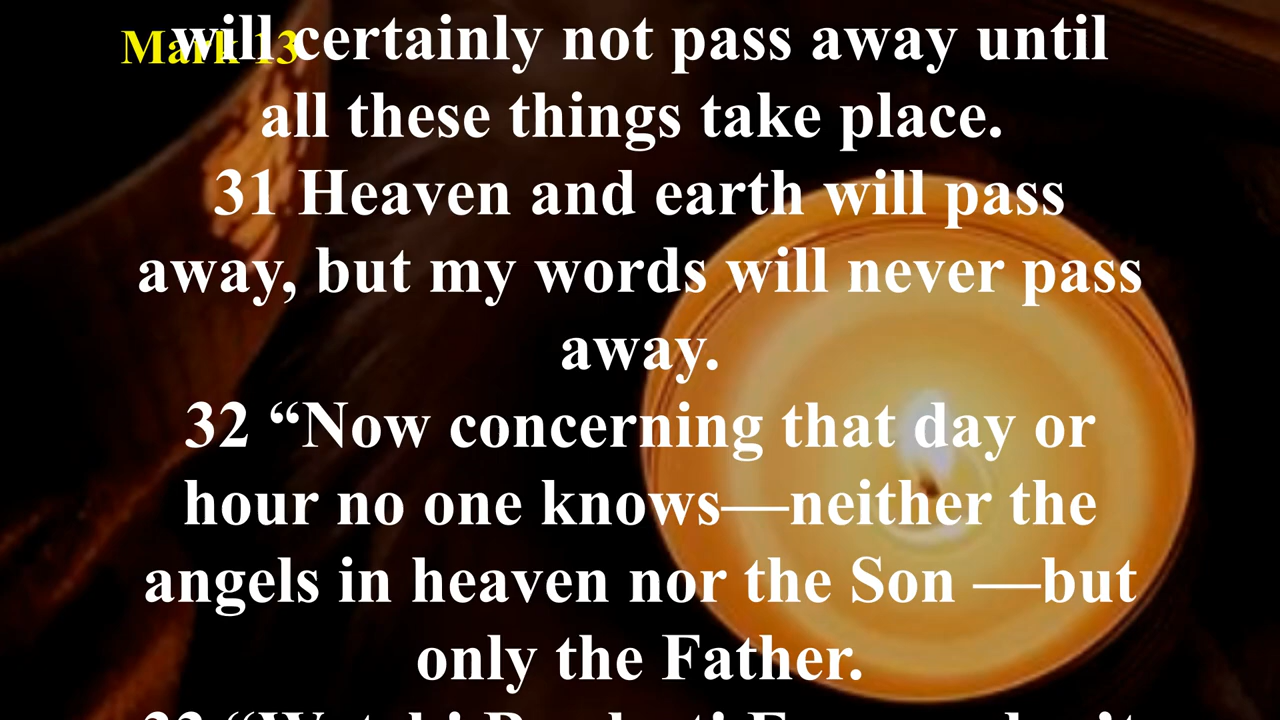 Mark 13
will certainly not pass away until
all these things take place.
31 Heaven and earth will pass
away, but my words will never pass
away.
32 “Now concerning that day or
hour no one knows—neither the
angels in heaven nor the Son —but
only the Father.
33 “Watch!